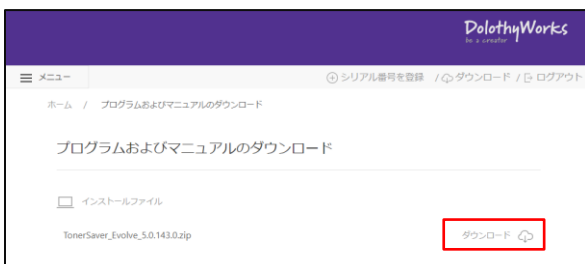 DolothyWorks
be a creator
メニュー
シリアル番号を登録 / ダウンロード / ログアウト
ホーム / プログラムおよびマニュアルのダウンロード
プログラムおよびマニュアルのダウンロード
インストールファイル
TonerSaver_Evolve_5.0.143.0.zip ダウンロード